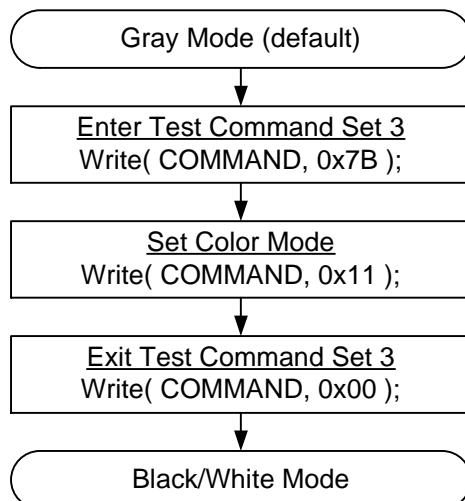 Gray Mode (default)
Enter Test Command Set 3
Write( COMMAND, 0x7B );
Set Color Mode
Write( COMMAND, 0x11 );
Exit Test Command Set 3
Write( COMMAND, 0x00 );
Black/White Mode